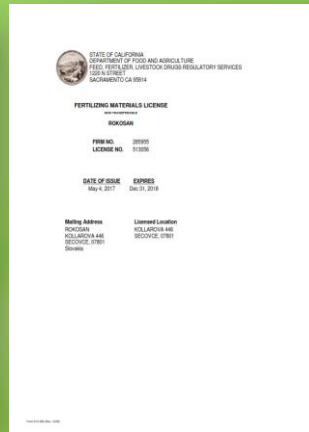 STATE OF CALIFORNIA
DEPARTMENT OF FOOD AND AGRICULTURE
FEED, FERTILIZER, LIVESTOCK DRUGS REGULATORY SERVICES
1220 N STREET
SACRAMENTO CA 95814
FERTILIZING MATERIALS LICENSE
NON-TRANSFERABLE
ROKOSAN
FIRM NO.
LICENSE NO. 513056
DATE OF ISSUE EXPIRES
May 4, 2017 Dec 31, 2018
Mailing Address Licensed Location
ROKOSAN KOLLAROVA 446
KOLLAROVA 446 SECOVCE, 07801
SECOVCE, 07801
Slovakia